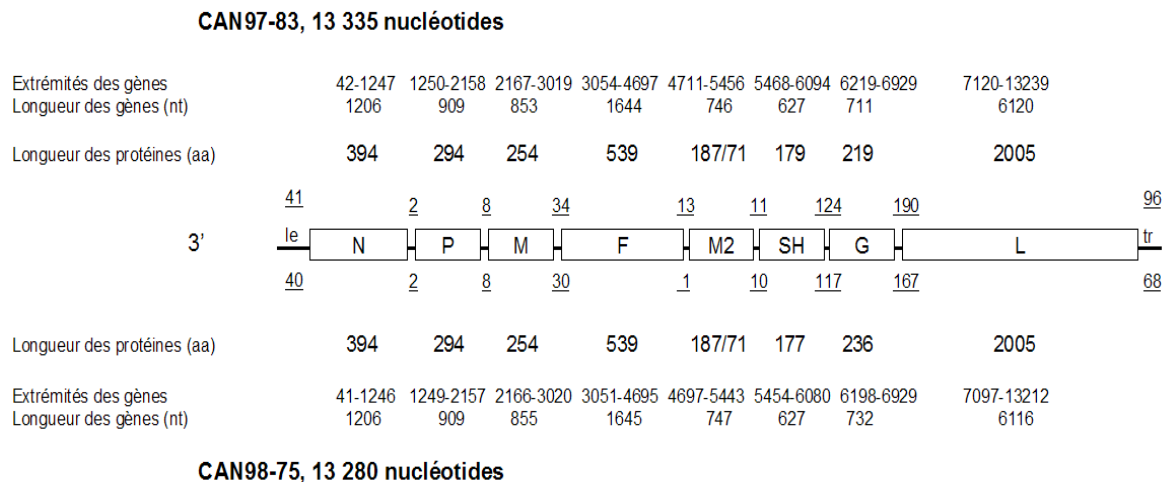 CAN97-83, 13 335 nucléotides
Extrémités des gènes 42-1247 1250-2158 2167-3019 3054-4697 4711-5456 5468-6094 6219-6929 7120-13239
Longueur des gènes (nt) 1206 909 853 1644 746 627 711 6120
Longueur des protéines (aa) 394 294 254 539 187/71 179 219 2005
41 2 8 34 13 11 124 190 96
3’ le N P M F M2 SH G L tr
40 2 8 30 1 10 117 167 68
Longueur des protéines (aa) 394 294 254 539 187/71 177 236 2005
Extrémités des gènes 41-1246 1249-2157 2166-3020 3051-4695 4697-5443 5454-6080 6198-6929 7097-13212
Longueur des gènes (nt) 1206 909 855 1645 747 627 732 6116
CAN98-75, 13 280 nucléotides